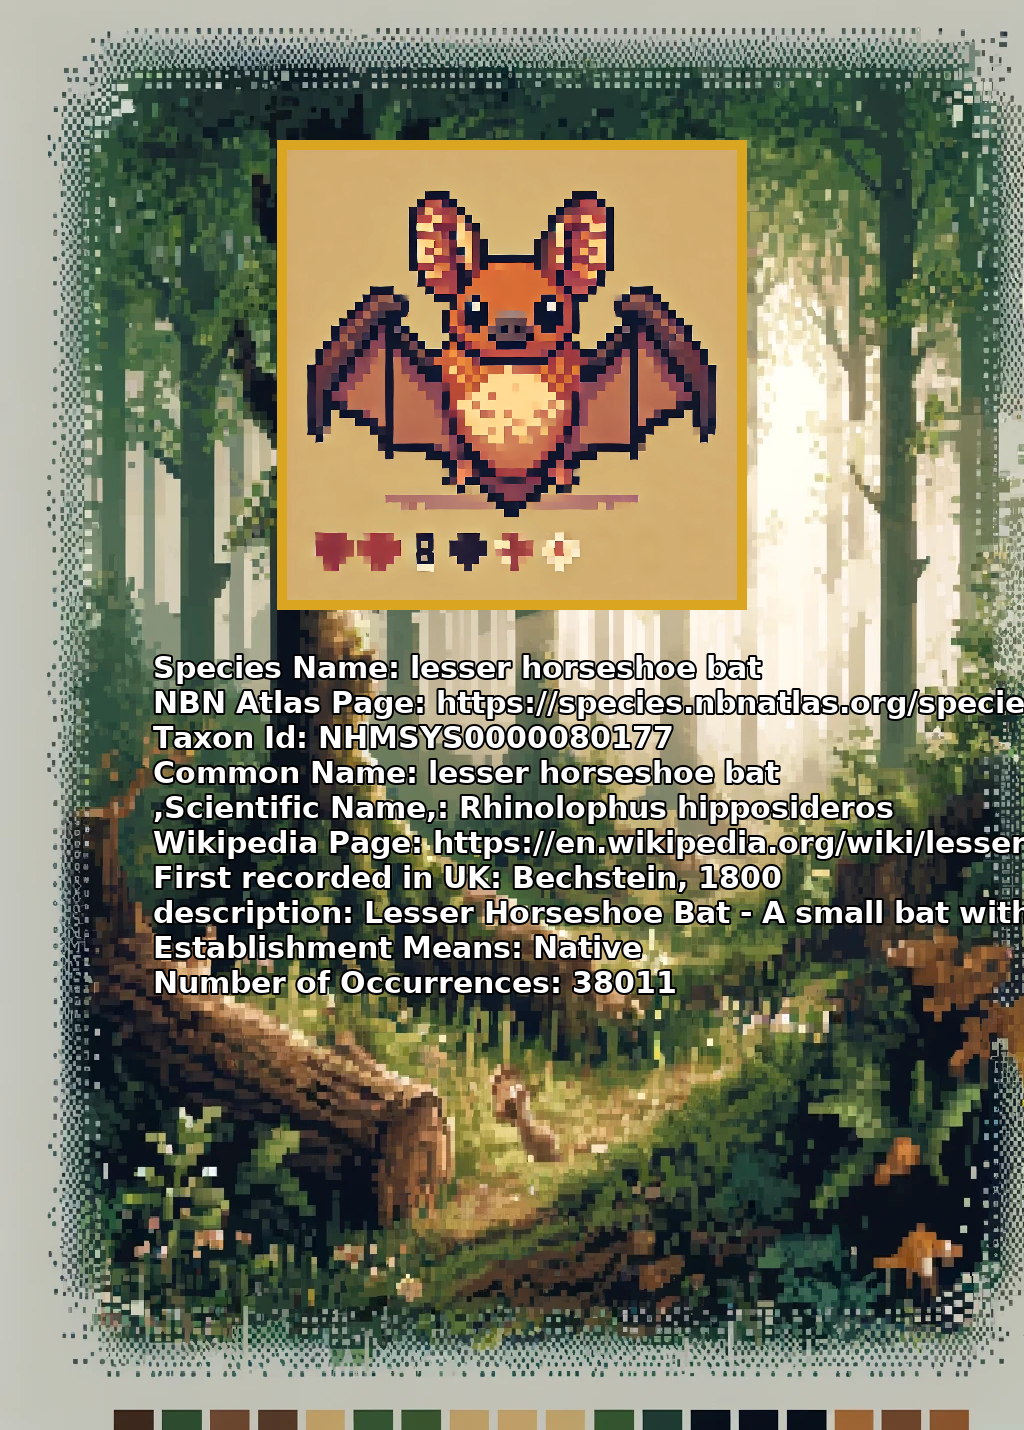 Species Name: lesser horseshoe bat
NBN Atlas Page: https://species.nbnatlas.org/specie
Taxon Id: NHMSYS0000080177
Common Name: lesser horseshoe bat
,Scientific Name,: Rhinolophus hipposideros
Wikipedia Page: https://en.wikipedia.org/wiki/lesser
First recorded in UK: Bechstein, 1800
description: Lesser Horseshoe Bat - A small bat with
Establishment Means: Native
Number of Occurrences: 38011